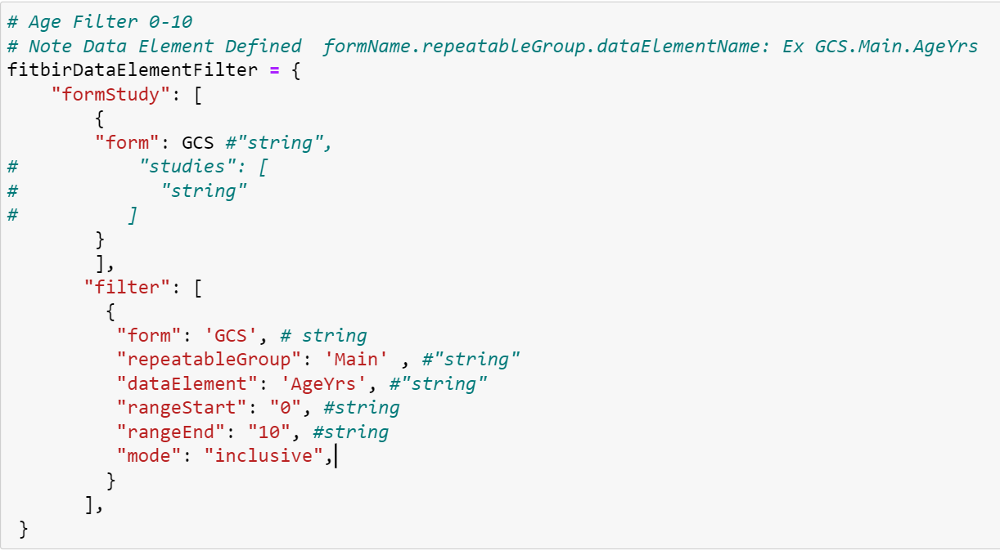 # Age Filter 0-10
# Note Data Element Defined  formName.repeatableGroup.dataElementName: Ex GCS.Main.AgeYrs
fitbirDataElementFilter = {
    "formStudy": [
        {
        "form": GCS #"string",
#           "studies": [
#             "string"
#          ]
        }
        ],
       "filter": [
         {
          "form": 'GCS', # string
          "repeatableGroup": 'Main' , #"string"
          "dataElement": 'AgeYrs', #"string"
          "rangeStart": "0", #string
          "rangeEnd": "10", #string
          "mode": "inclusive",
         }
       ],
 }